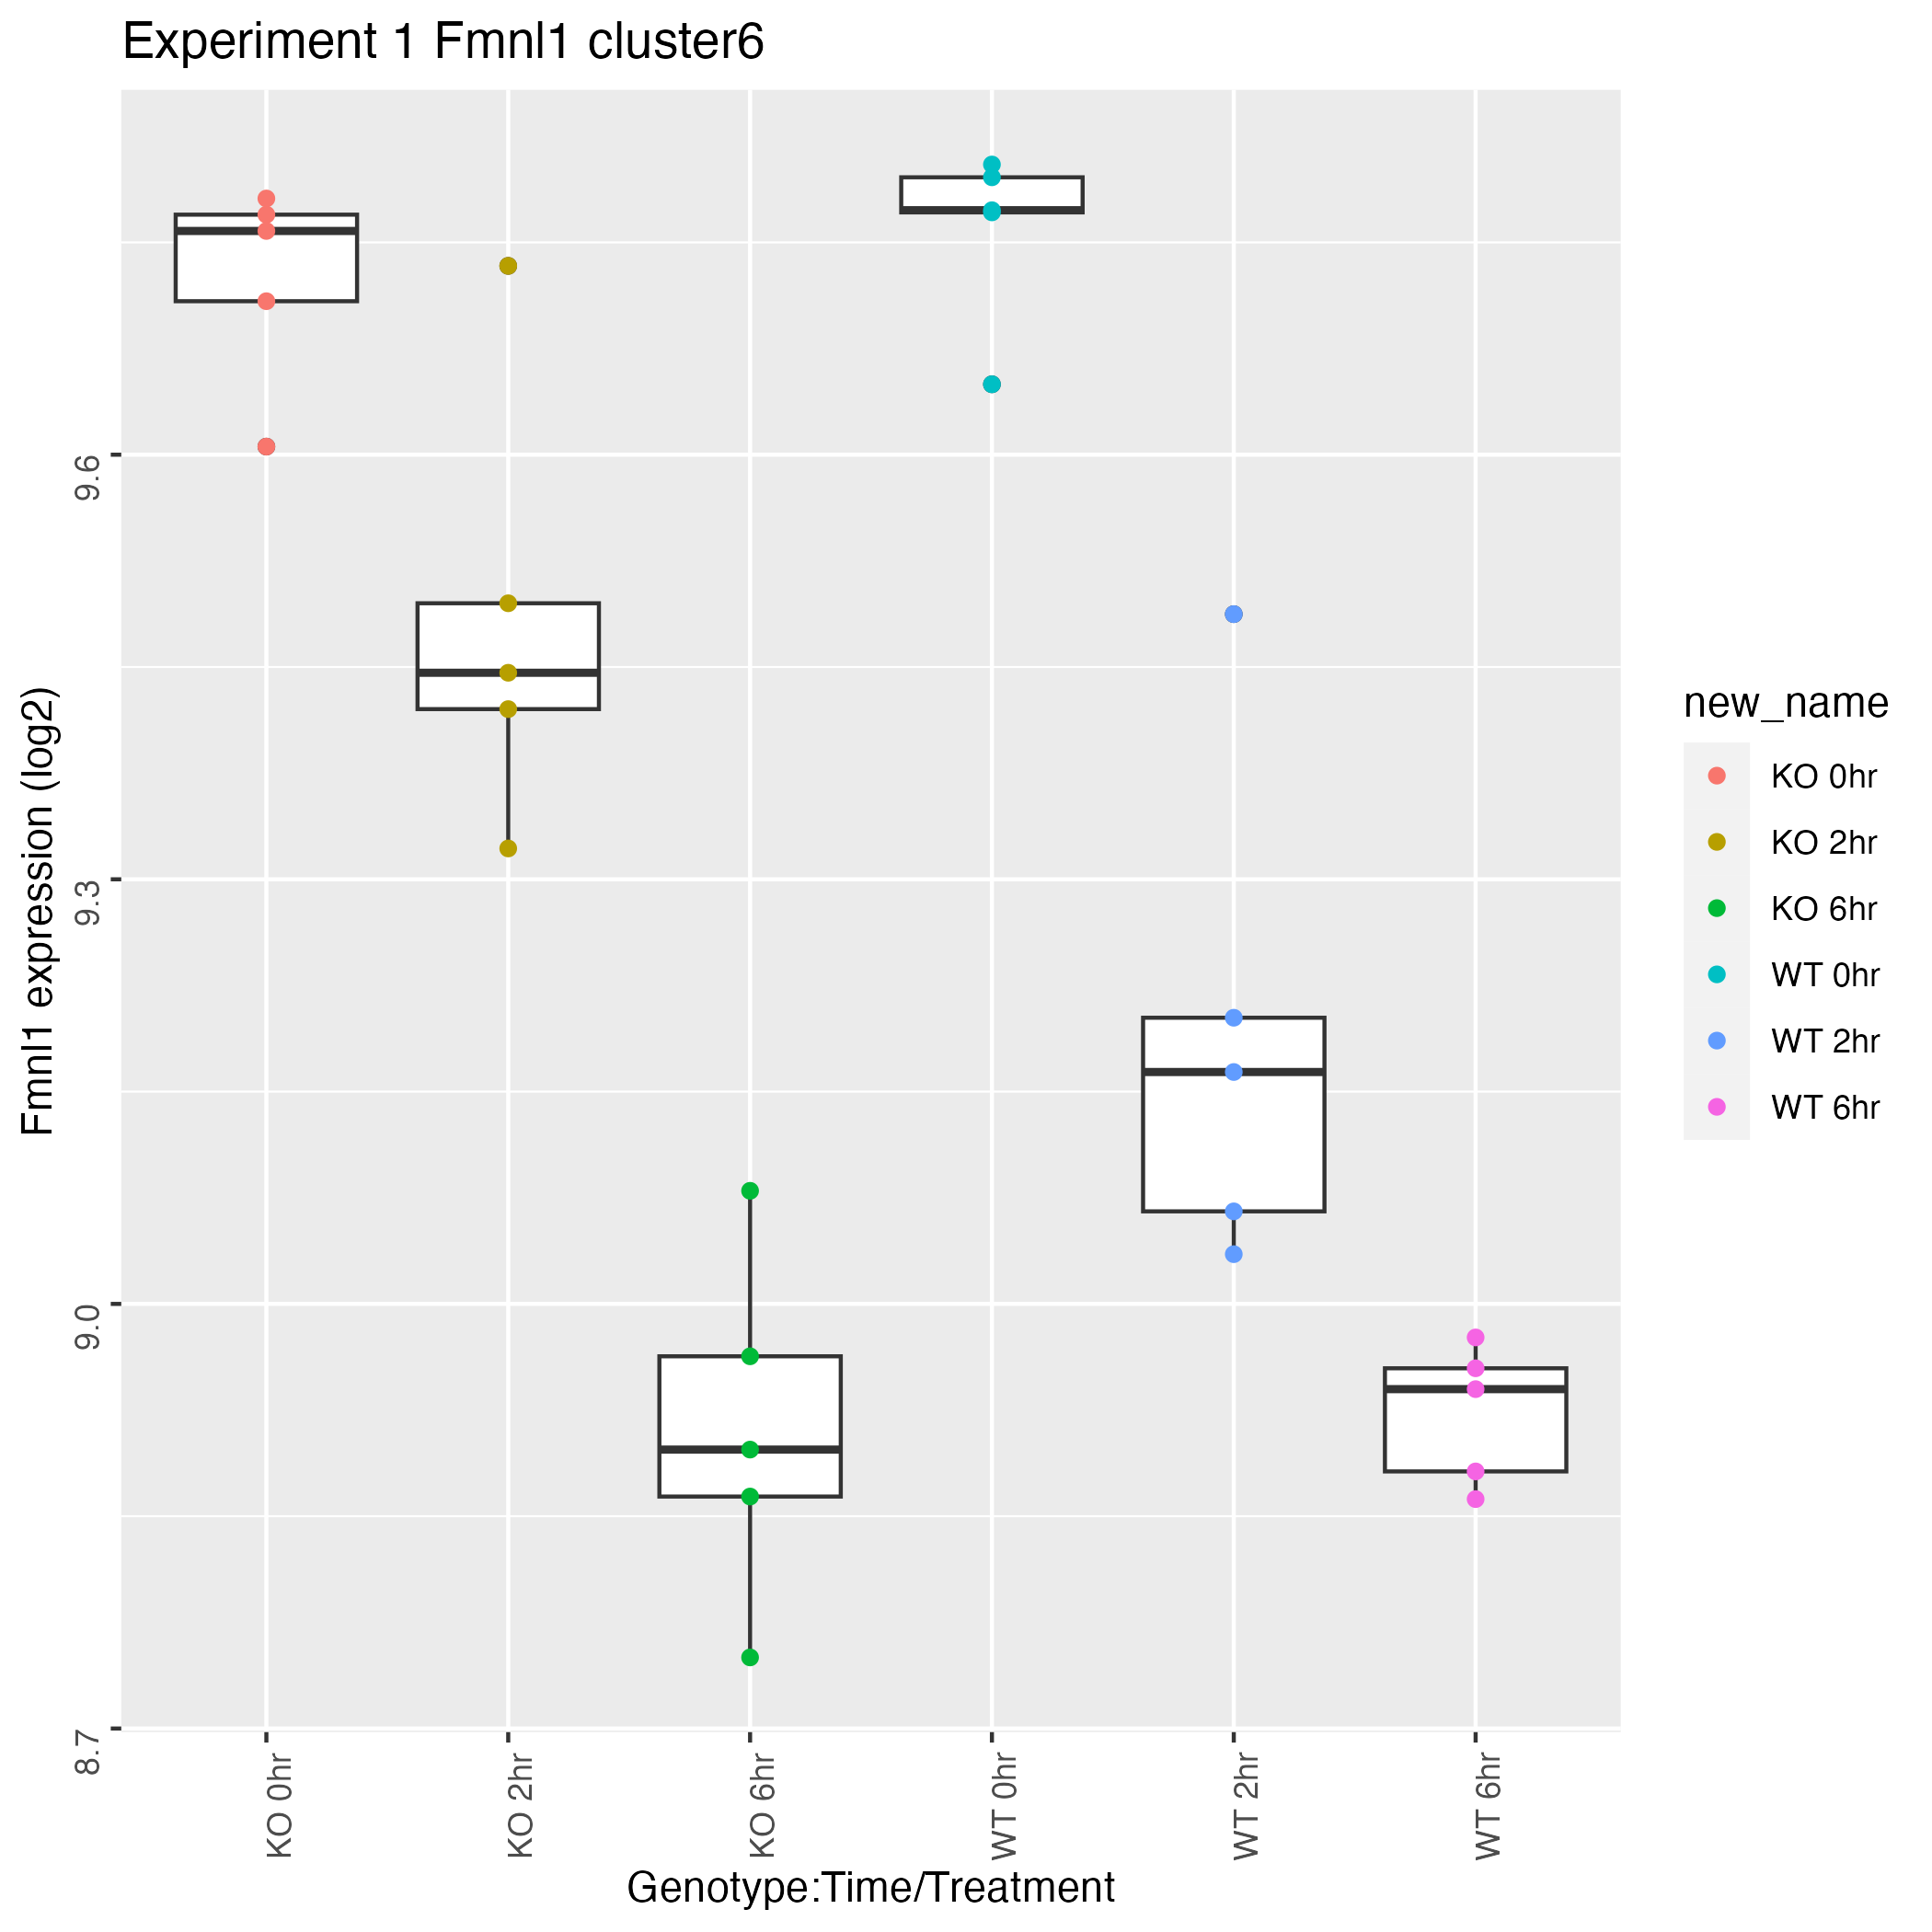 Experiment 1 Fmnl1 cluster6
Fmnl1 expression (log2)
9.6
9.3
9.0
8.7
KO 0hr
KO 2hr
KO 6hr
WT 0hr
WT 2hr
WT 6hr
Genotype:Time/Treatment
new_name
KO 0hr
KO 2hr
KO 6hr
WT 0hr
WT 2hr
WT 6hr